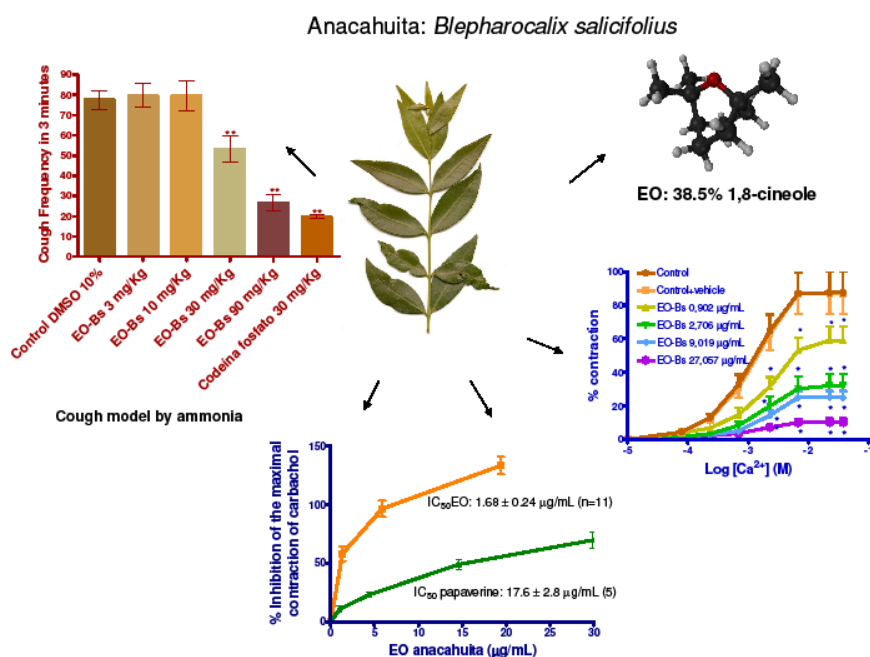 Anacahuita: Blepharocalix salicifolius
Cough Frequency in 3 minutes
90
80
70
60
50
40
30
20
10
0
**
**
**
Control DMSO 10%
EO-Bs 3 mg/Kg
EO-Bs 10 mg/Kg
EO-Bs 30 mg/Kg
EO-Bs 90 mg/Kg
Codeína fosfato 30 mg/Kg
Cough model by ammonia
EO: 38.5% 1,8-cineole
% contraction
100
80
60
40
20
0
Control
Control+vehicle
EO-Bs 0,902 µg/mL
EO-Bs 2,706 µg/mL
EO-Bs 9,019 µg/mL
EO-Bs 27,057 µg/mL
-5
-4
-3
-2
-1
Log [Ca²⁺] (M)
% Inhibition of the maximal
contraction of carbachol
150
100
50
0
IC₅₀EO: 1.68 ± 0.24 µg/mL (n=11)
IC₅₀ papaverine: 17.6 ± 2.8 µg/mL (5)
0
5
10
15
20
25
30
EO anacahuita (µg/mL)